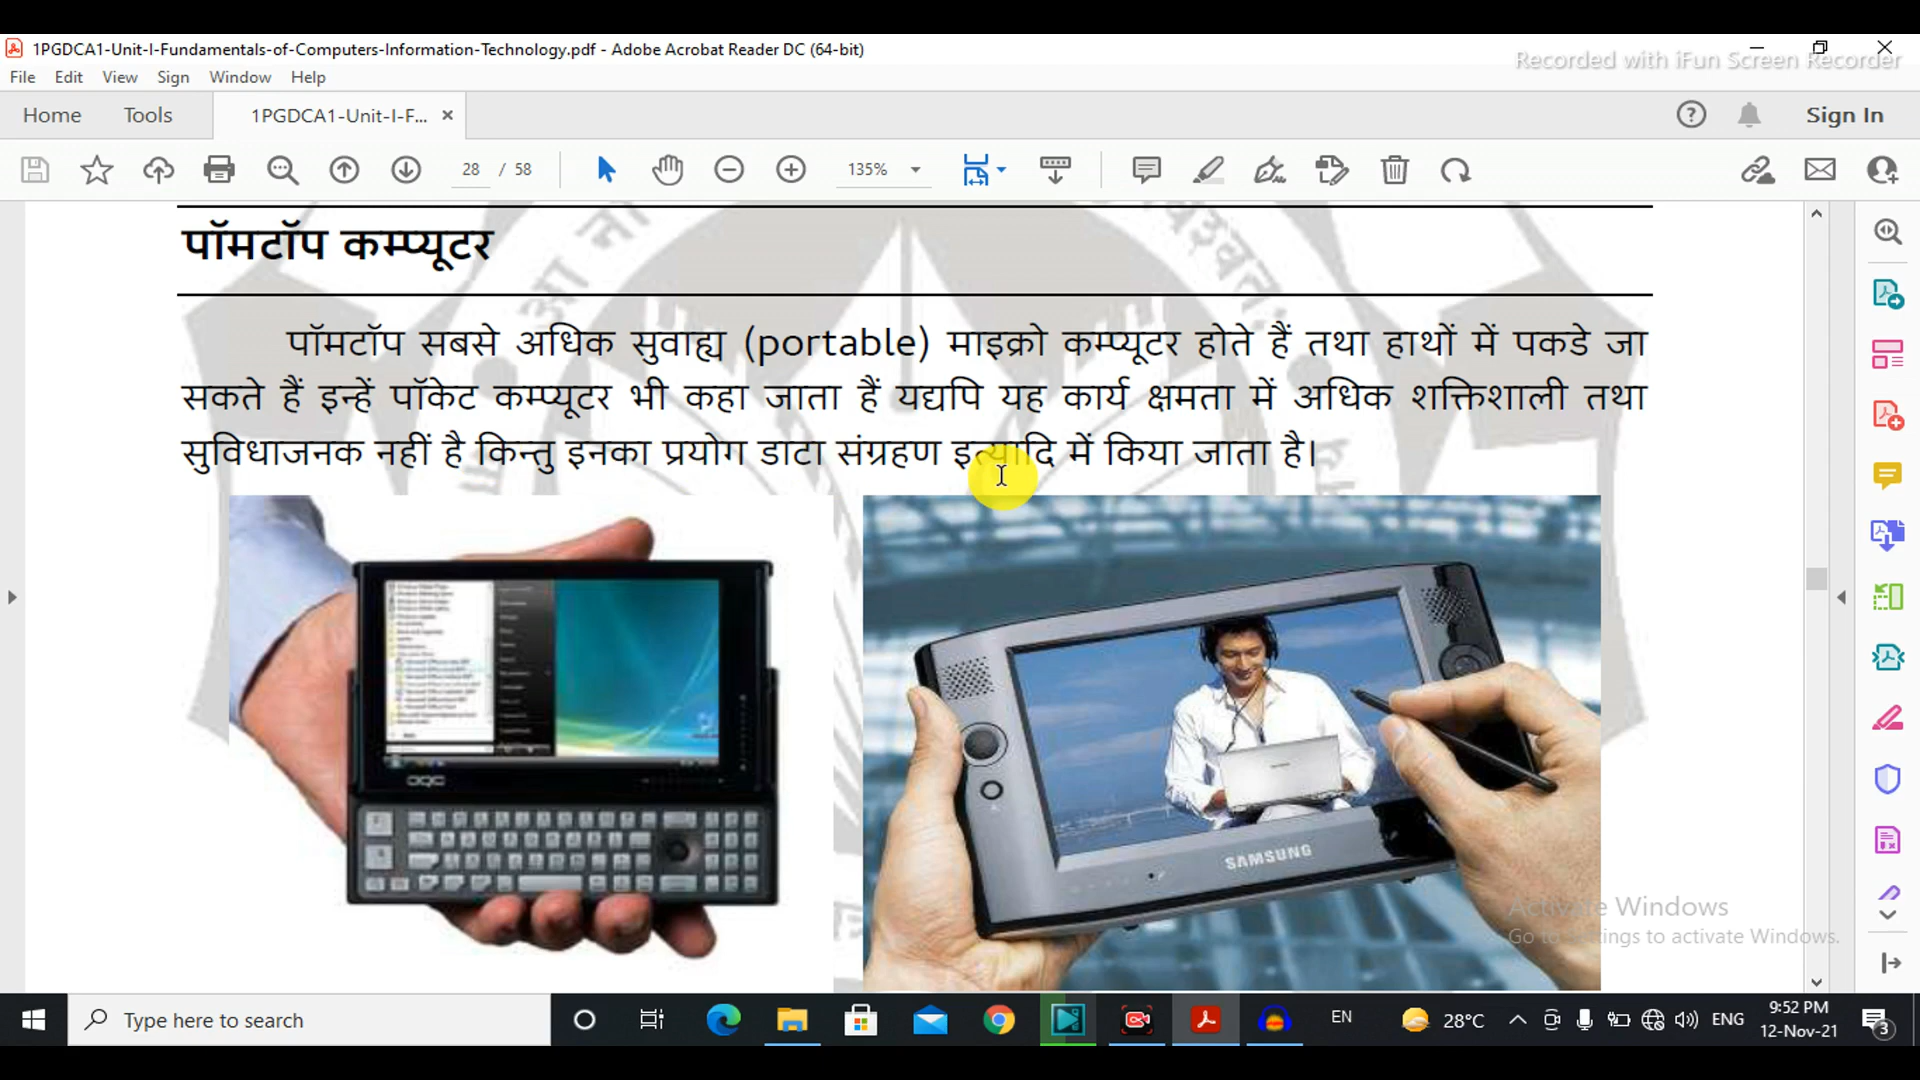 1PGDCA1-Unit-I-Fundamentals-of-Computers-Information-Technology.pdf - Adobe Acrobat Reader DC (64-bit)
Recorded with iFun Screen Recorder
File Edit View Sign Window Help
Home Tools 1PGDCA1-Unit-I-F... Sign In
28 / 58 135%
पॉमटॉप कम्प्यूटर
पॉमटॉप सबसे अधिक सुवाह्य (portable) माइक्रो कम्प्यूटर होते हैं तथा हाथों में पकडे जा
सकते हैं इन्हें पॉकेट कम्प्यूटर भी कहा जाता हैं यद्यपि यह कार्य क्षमता में अधिक शक्तिशाली तथा
सुविधाजनक नहीं है किन्तु इनका प्रयोग डाटा संग्रहण इत्यादि में किया जाता है।
OQC
SAMSUNG
Activate Windows
Go to Settings to activate Windows.
Type here to search
EN
28°C
ENG
9:52 PM
12-Nov-21
3